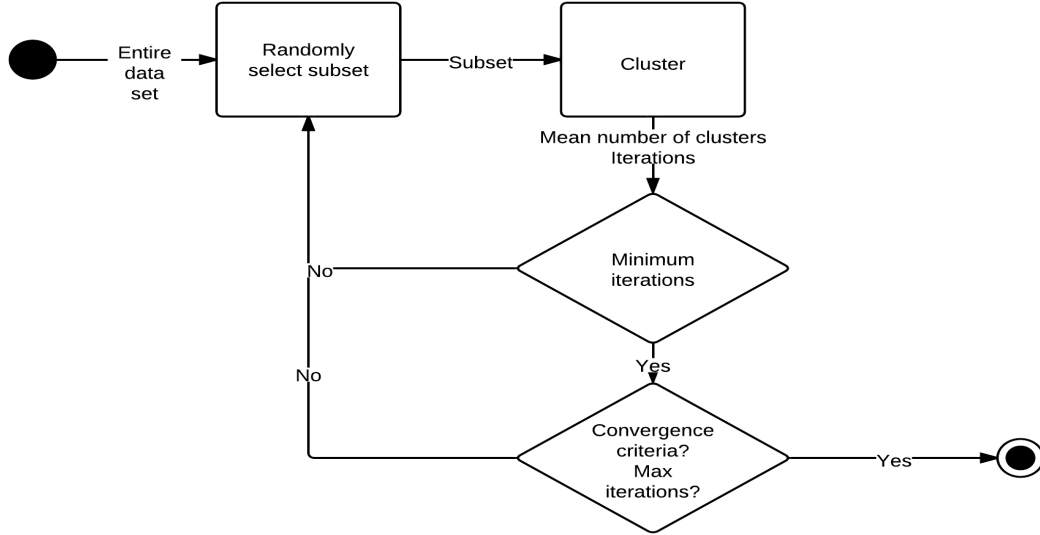 Entire
data
set
Randomly
select subset
Subset
Cluster
Mean number of clusters
Iterations
Minimum
iterations
No
Yes
No
Convergence
criteria?
Max
iterations?
Yes